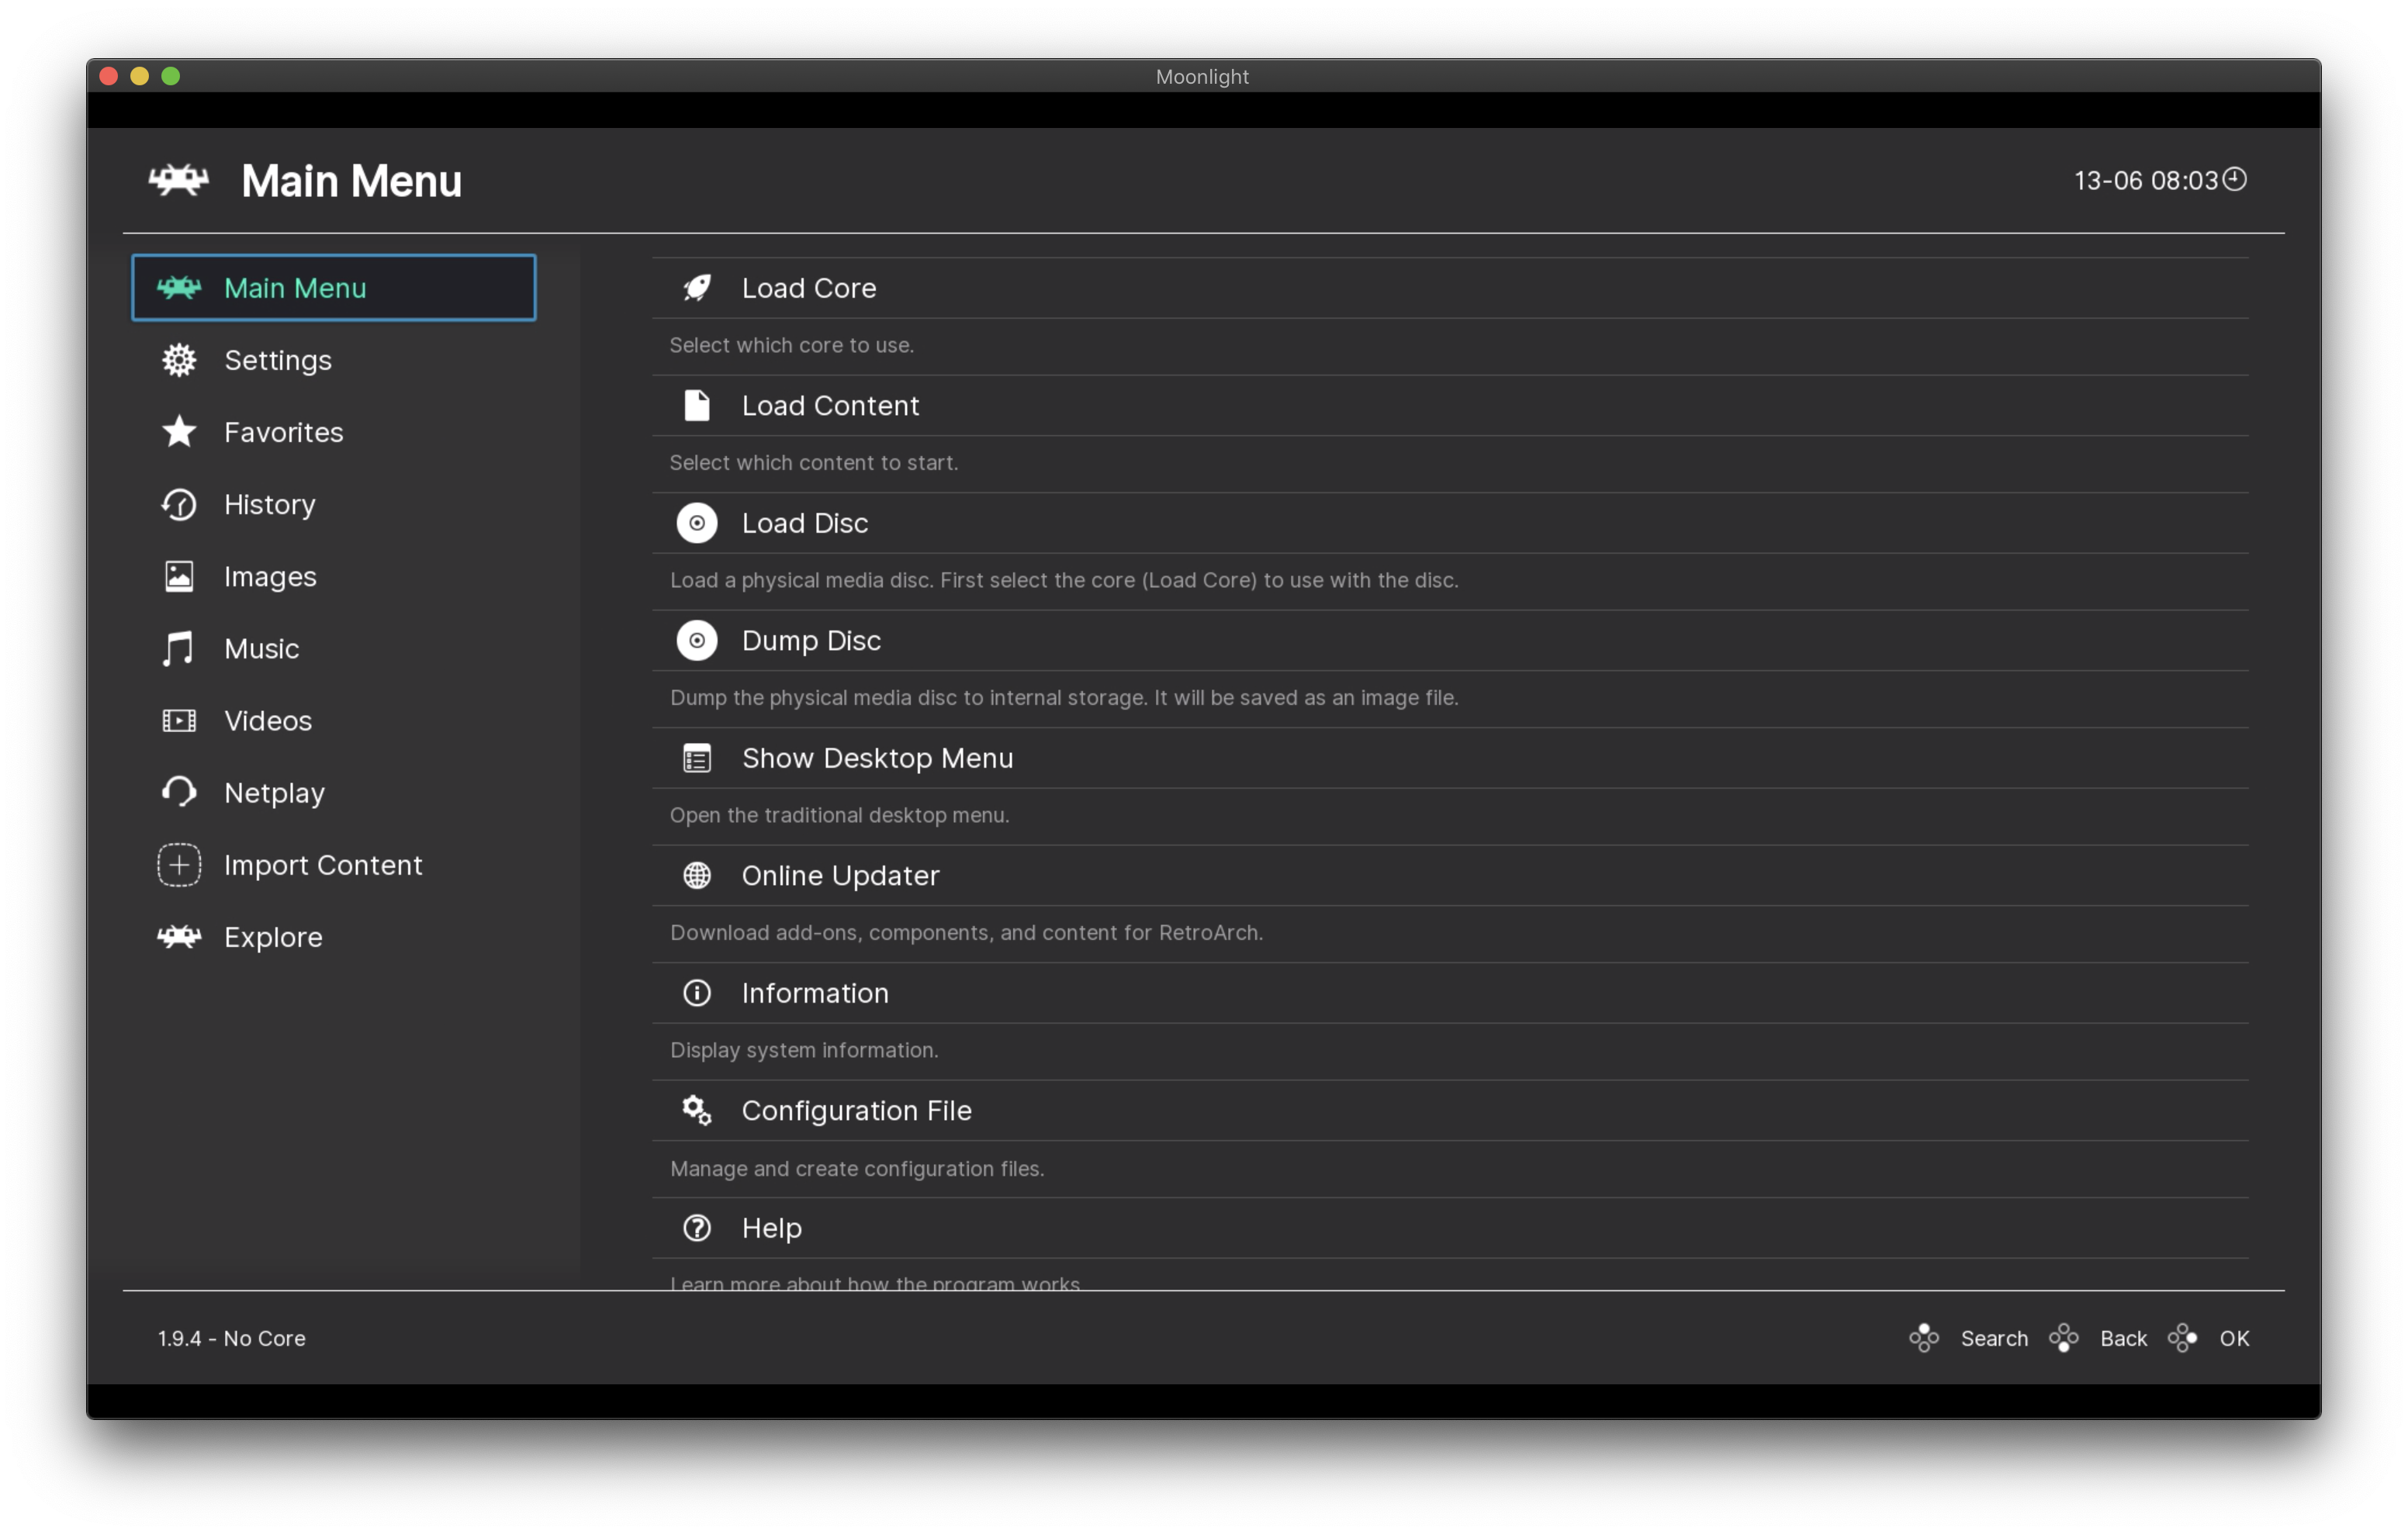 Moonlight
Main Menu
13-06 08:03
Main Menu
Settings
Favorites
History
Images
Music
Videos
Netplay
Import Content
Explore
Load Core
Select which core to use.
Load Content
Select which content to start.
Load Disc
Load a physical media disc. First select the core (Load Core) to use with the disc.
Dump Disc
Dump the physical media disc to internal storage. It will be saved as an image file.
Show Desktop Menu
Open the traditional desktop menu.
Online Updater
Download add-ons, components, and content for RetroArch.
Information
Display system information.
Configuration File
Manage and create configuration files.
Help
Learn more about how the program works
1.9.4 - No Core
Search
Back
OK